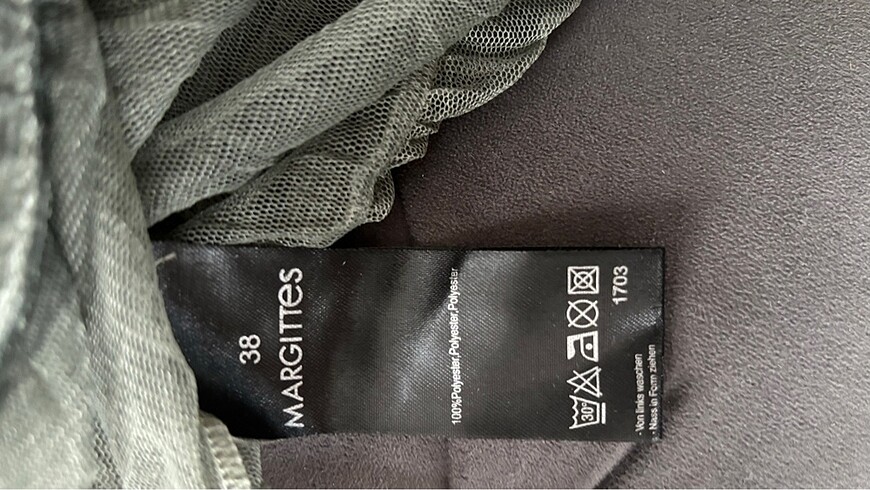 38
MARGITTes
100%Polyester,Polyester,Polyester
30°
1703
- Von links waschen
- Nass in Form ziehen